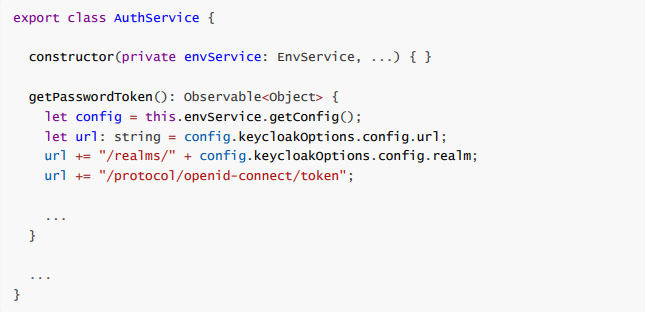 export class AuthService {
constructor(private envService: EnvService, ...) { }
getPasswordToken(): Observable<Object> {
let config = this.envService.getConfig();
let url: string = config.keycloakOptions.config.url;
url += "/realms/" + config.keycloakOptions.config.realm;
url += "/protocol/openid-connect/token";
...
}
...
}